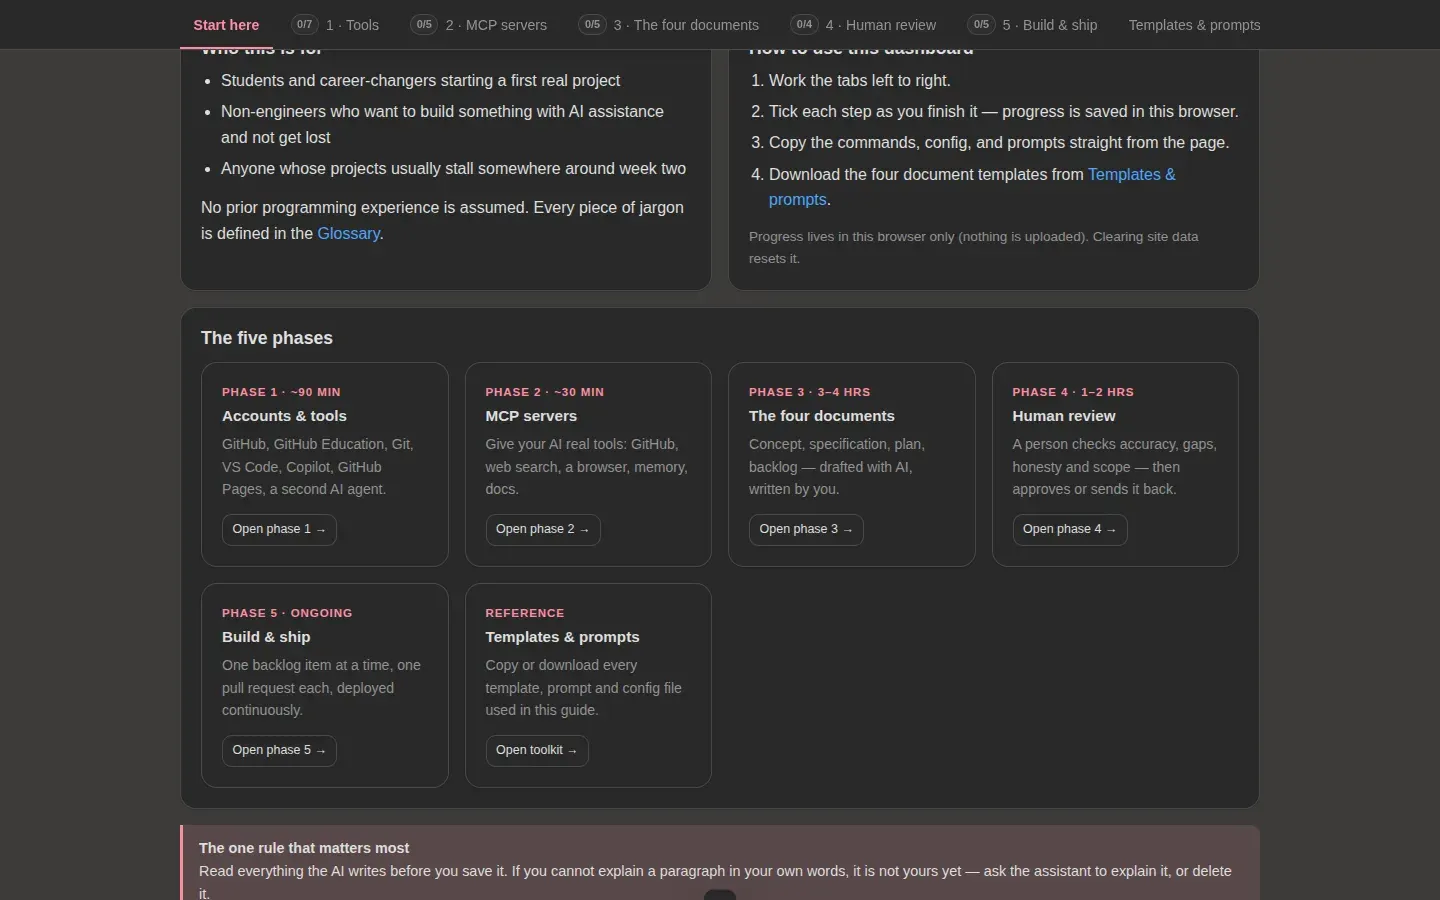 Start here
0/7 1 · Tools
0/5 2 · MCP servers
0/5 3 · The four documents
0/4 4 · Human review
0/5 5 · Build & ship
Templates & prompts
Who this is for
• Students and career-changers starting a first real project
• Non-engineers who want to build something with AI assistance
and not get lost
• Anyone whose projects usually stall somewhere around week two
No prior programming experience is assumed. Every piece of jargon
is defined in the Glossary.
How to use this dashboard
1. Work the tabs left to right.
2. Tick each step as you finish it — progress is saved in this browser.
3. Copy the commands, config, and prompts straight from the page.
4. Download the four document templates from Templates &
prompts.
Progress lives in this browser only (nothing is uploaded). Clearing site data
resets it.
The five phases
PHASE 1 · ~90 MIN
Accounts & tools
GitHub, GitHub Education, Git,
VS Code, Copilot, GitHub
Pages, a second AI agent.
Open phase 1 →
PHASE 2 · ~30 MIN
MCP servers
Give your AI real tools: GitHub,
web search, a browser, memory,
docs.
Open phase 2 →
PHASE 3 · 3–4 HRS
The four documents
Concept, specification, plan,
backlog — drafted with AI,
written by you.
Open phase 3 →
PHASE 4 · 1–2 HRS
Human review
A person checks accuracy, gaps,
honesty and scope — then
approves or sends it back.
Open phase 4 →
PHASE 5 · ONGOING
Build & ship
One backlog item at a time, one
pull request each, deployed
continuously.
Open phase 5 →
REFERENCE
Templates & prompts
Copy or download every
template, prompt and config file
used in this guide.
Open toolkit →
The one rule that matters most
Read everything the AI writes before you save it. If you cannot explain a paragraph in your own words, it is not yours yet — ask the assistant to explain it, or delete
it.